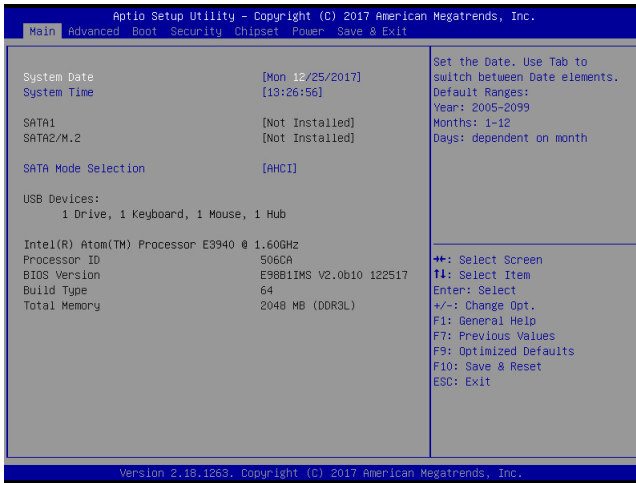 Aptio Setup Utility – Copyright (C) 2017 American Megatrends, Inc.
Main Advanced Boot Security Chipset Power Save & Exit
System Date [Mon 12/25/2017]
System Time [13:26:56]
SATA1 [Not Installed]
SATA2/M.2 [Not Installed]
SATA Mode Selection [AHCI]
USB Devices:
1 Drive, 1 Keyboard, 1 Mouse, 1 Hub
Intel(R) Atom(TM) Processor E3940 @ 1.60GHz
Processor ID 506CA
BIOS Version E98B1IMS V2.0b10 122517
Build Type 64
Total Memory 2048 MB (DDR3L)
Set the Date. Use Tab to
switch between Date elements.
Default Ranges:
Year: 2005-2099
Months: 1-12
Days: dependent on month
→←: Select Screen
↑↓: Select Item
Enter: Select
+/-: Change Opt.
F1: General Help
F7: Previous Values
F9: Optimized Defaults
F10: Save & Reset
ESC: Exit
Version 2.18.1263. Copyright (C) 2017 American Megatrends, Inc.